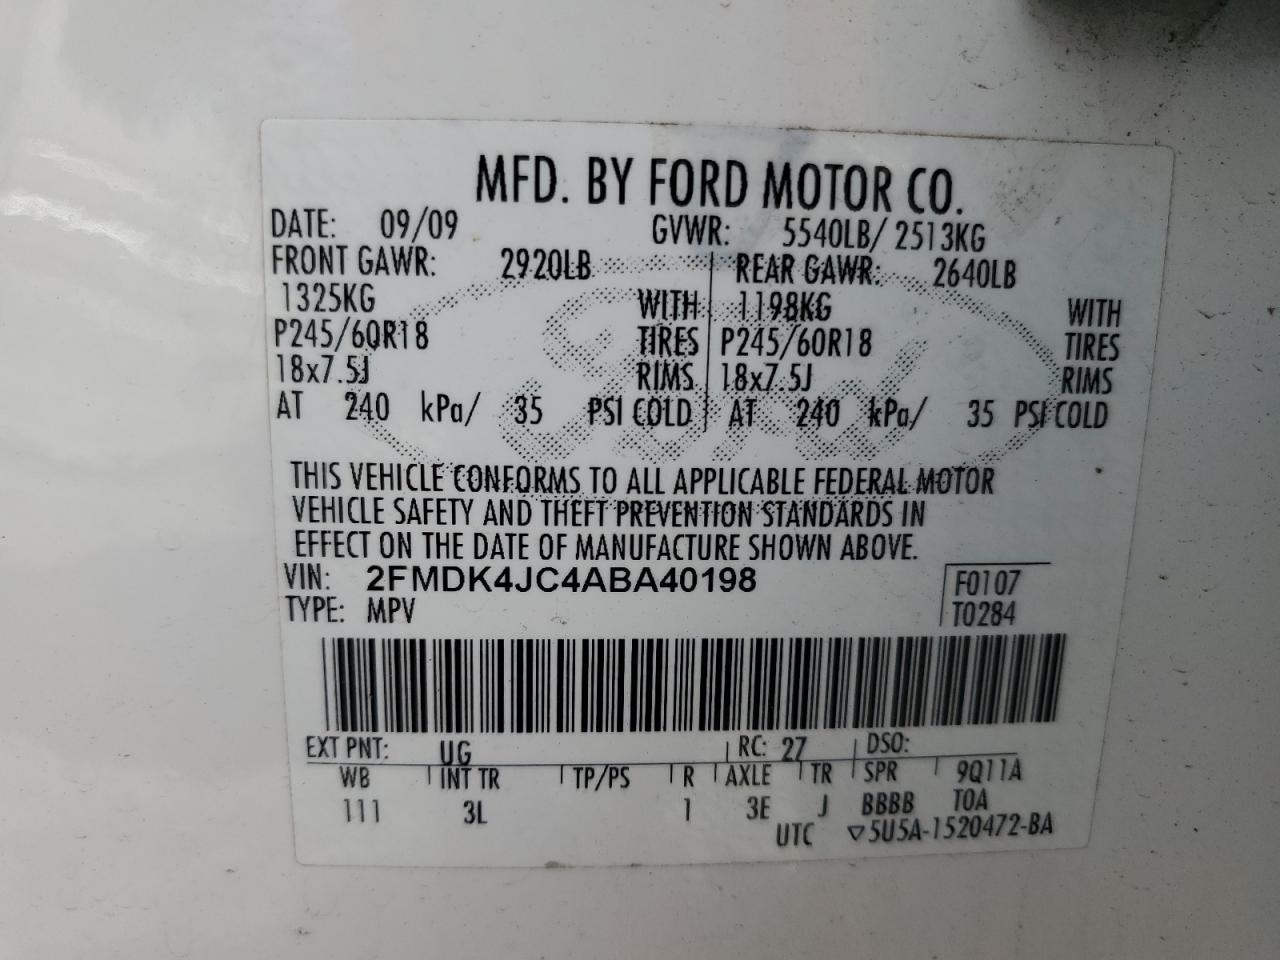 MFD. BY FORD MOTOR CO.
DATE: 09/09 GVWR: 5540LB/ 2513KG
FRONT GAWR: 2920LB REAR GAWR: 2640LB
1325KG WITH 1198KG WITH
P245/60R18 TIRES P245/60R18 TIRES
18x7.5J RIMS 18x7.5J RIMS
AT 240 kPa/ 35 PSI COLD AT 240 kPa/ 35 PSI COLD
Ford
THIS VEHICLE CONFORMS TO ALL APPLICABLE FEDERAL MOTOR
VEHICLE SAFETY AND THEFT PREVENTION STANDARDS IN
EFFECT ON THE DATE OF MANUFACTURE SHOWN ABOVE.
VIN: 2FMDK4JC4ABA40198 F0107
TYPE: MPV T0284
EXT PNT: UG RC: 27 DSO:
WB INT TR TP/PS R AXLE TR SPR 9Q11A
111 3L 1 3E J BBBB T0A
UTC ▽5U5A-1520472-BA